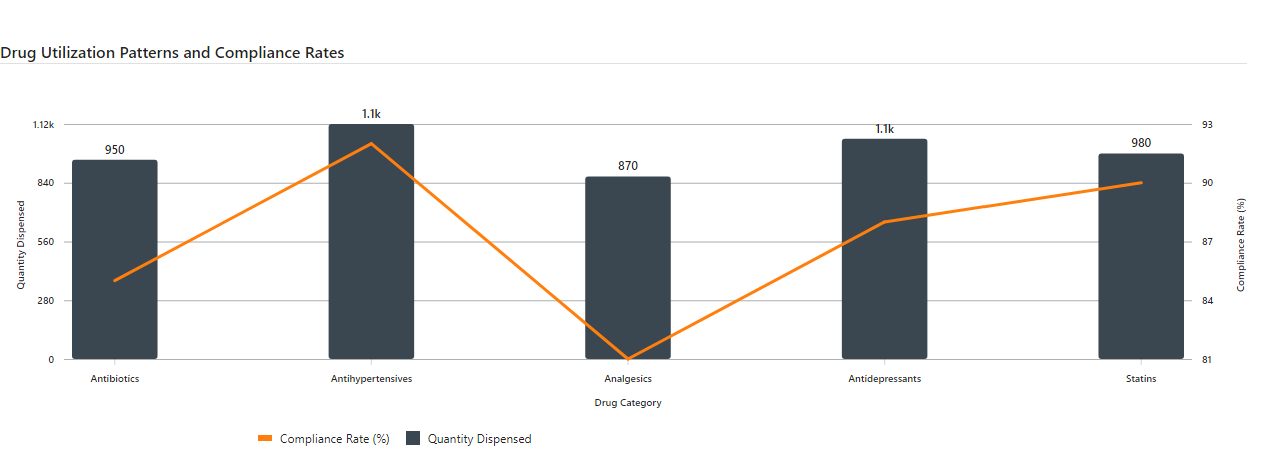 Drug Utilization Patterns and Compliance Rates
1.12k
840
560
280
0
Quantity Dispensed
950
1.1k
870
1.1k
980
93
90
87
84
81
Compliance Rate (%)
Antibiotics
Antihypertensives
Analgesics
Antidepressants
Statins
Drug Category
Compliance Rate (%)
Quantity Dispensed